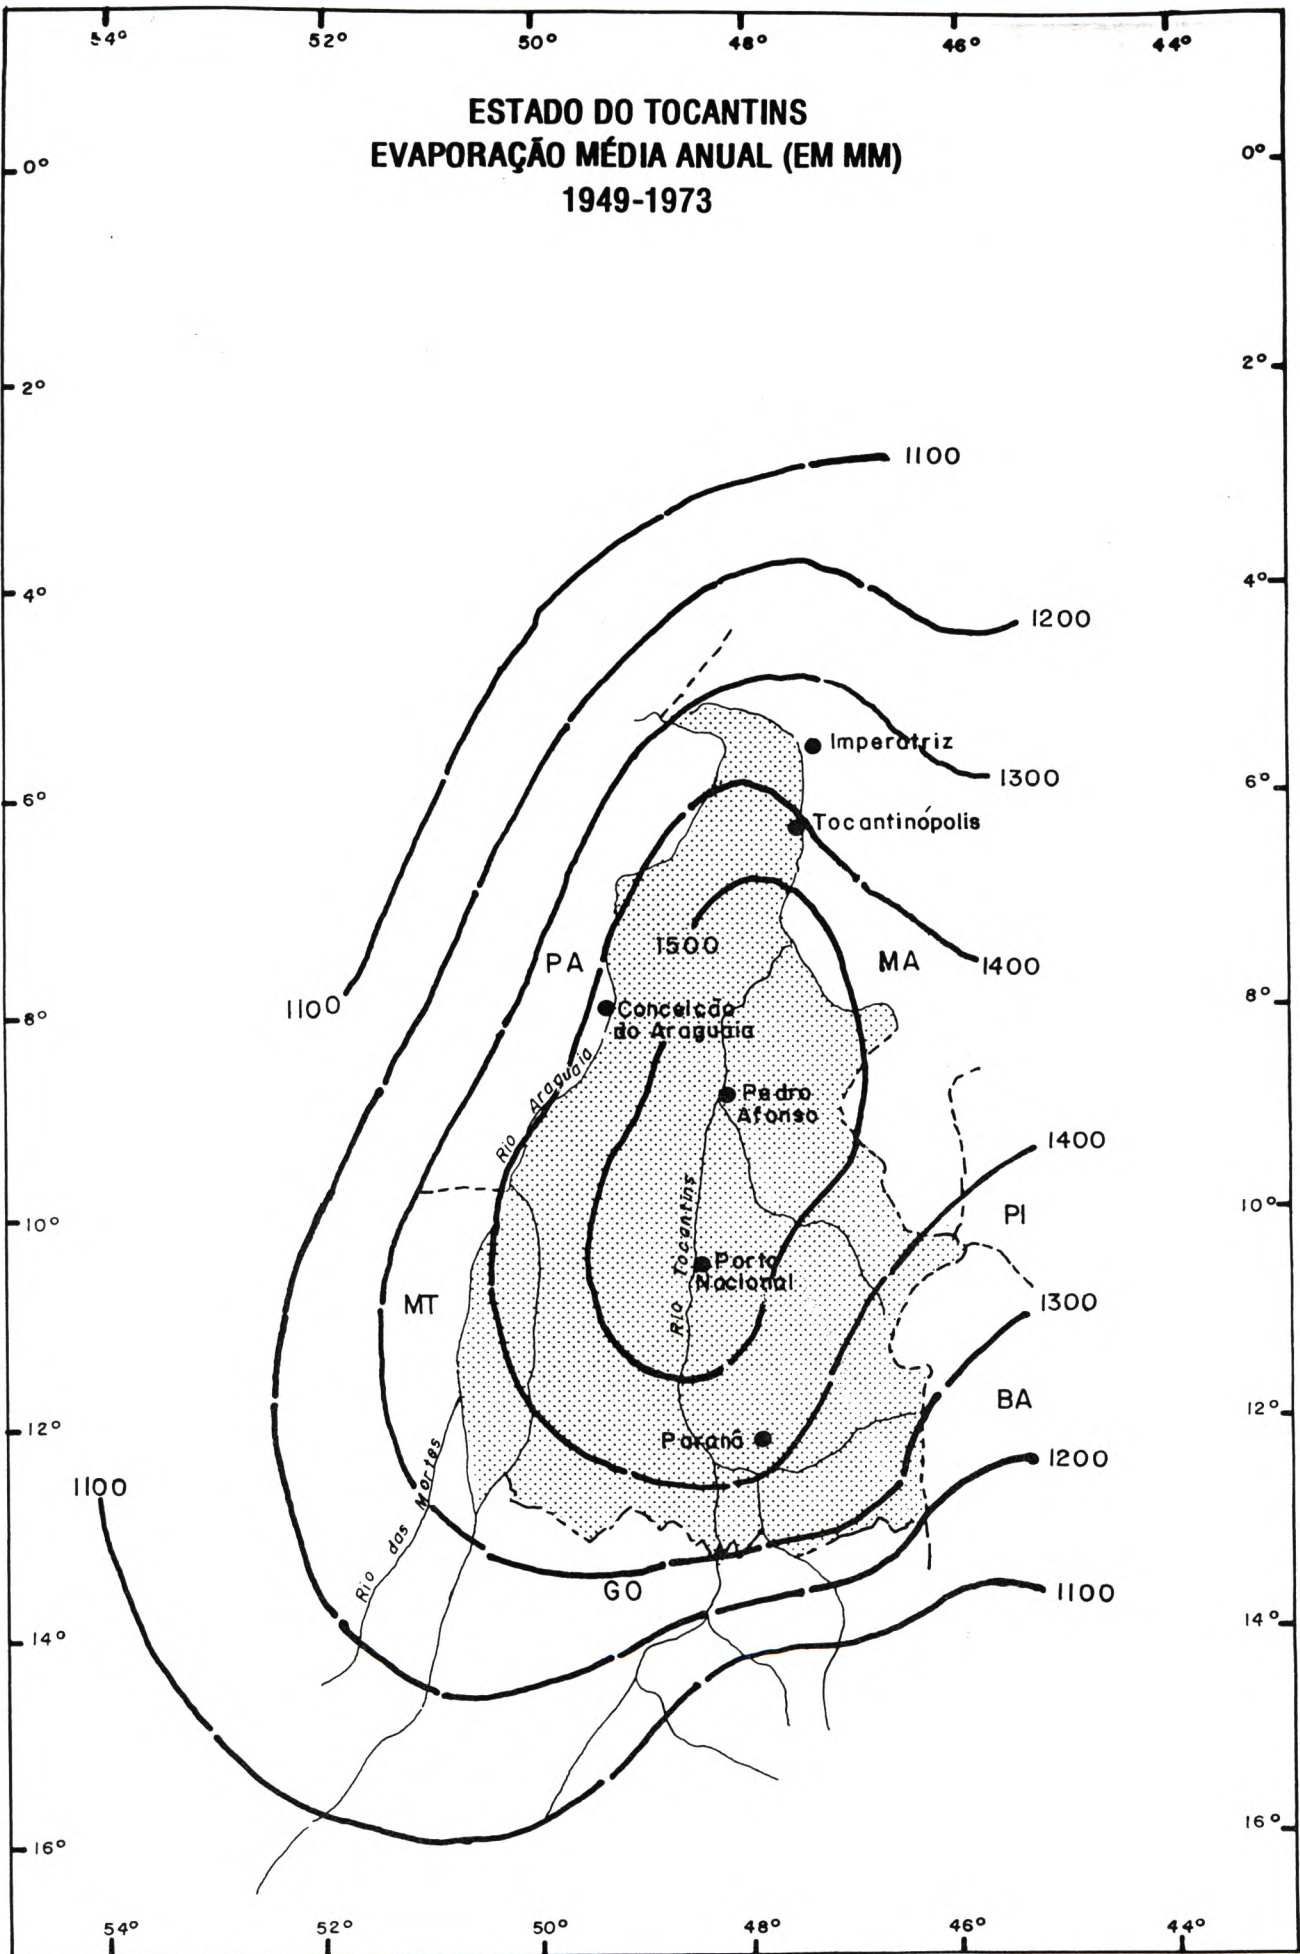 54° 52° 50° 48° 46° 44°
ESTADO DO TOCANTINS
EVAPORAÇÃO MÉDIA ANUAL (EM MM)
1949-1973
0° 0°
2° 2°
1100
4° 4°
1200
Imperatriz
1300
6° 6°
Tocantinópolis
1500
PA MA
1400
1100
8° 8°
Conceição
do Araguaia
Rio Araguaia
Pedro
Afonso
1400
Rio Tocantins
10° 10°
PI
Porto
Nacional
MT
1300
BA
12° 12°
Paranã
1200
1100
Rio das Mortes
GO
1100
14° 14°
16° 16°
54° 52° 50° 48° 46° 44°